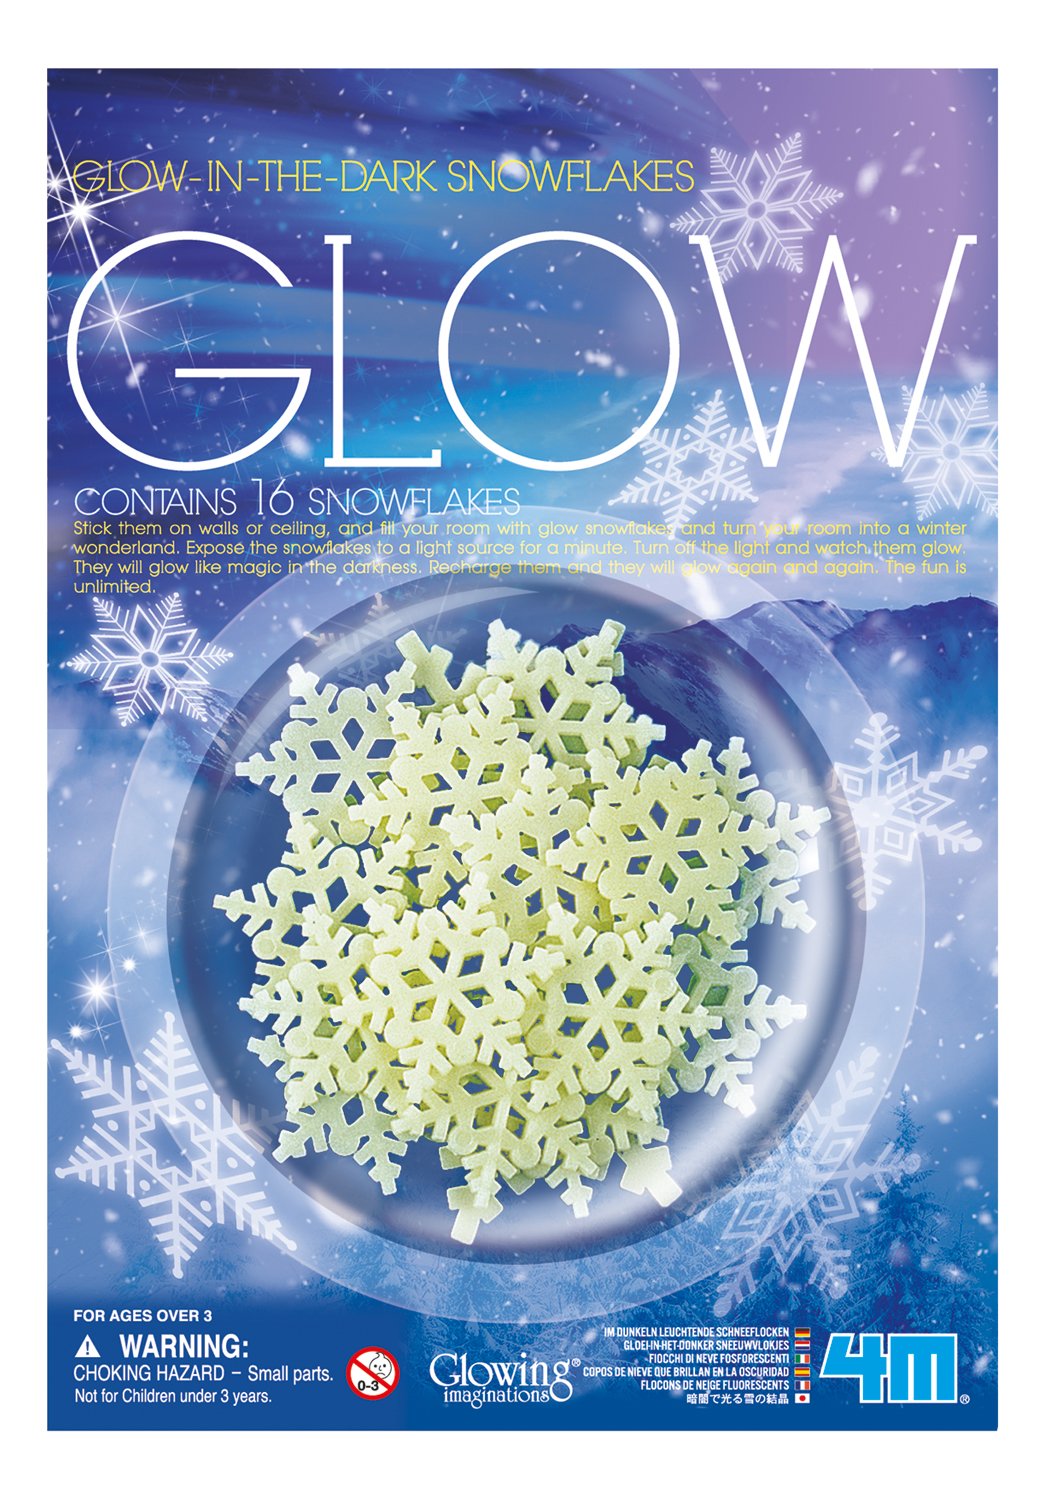 GLOW-IN-THE-DARK SNOWFLAKES
GLOW
CONTAINS 16 SNOWFLAKES
Stick them on walls or ceiling, and fill your room with glow snowflakes and turn your room into a winter
wonderland. Expose the snowflakes to a light source for a minute. Turn off the light and watch them glow.
They will glow like magic in the darkness. Recharge them and they will glow again and again. The fun is
unlimited.
FOR AGES OVER 3
WARNING:
CHOKING HAZARD – Small parts.
Not for Children under 3 years.
0-3
Glowing®
imaginations
IM DUNKELN LEUCHTENDE SCHNEEFLOCKEN
GLOEI-IN-HET-DONKER SNEEUWVLOKJES
FIOCCHI DI NEVE FOSFORESCENTI
COPOS DE NIEVE QUE BRILLAN EN LA OSCURIDAD
FLOCONS DE NEIGE FLUORESCENTS
暗闇で光る雪の結晶
4M®